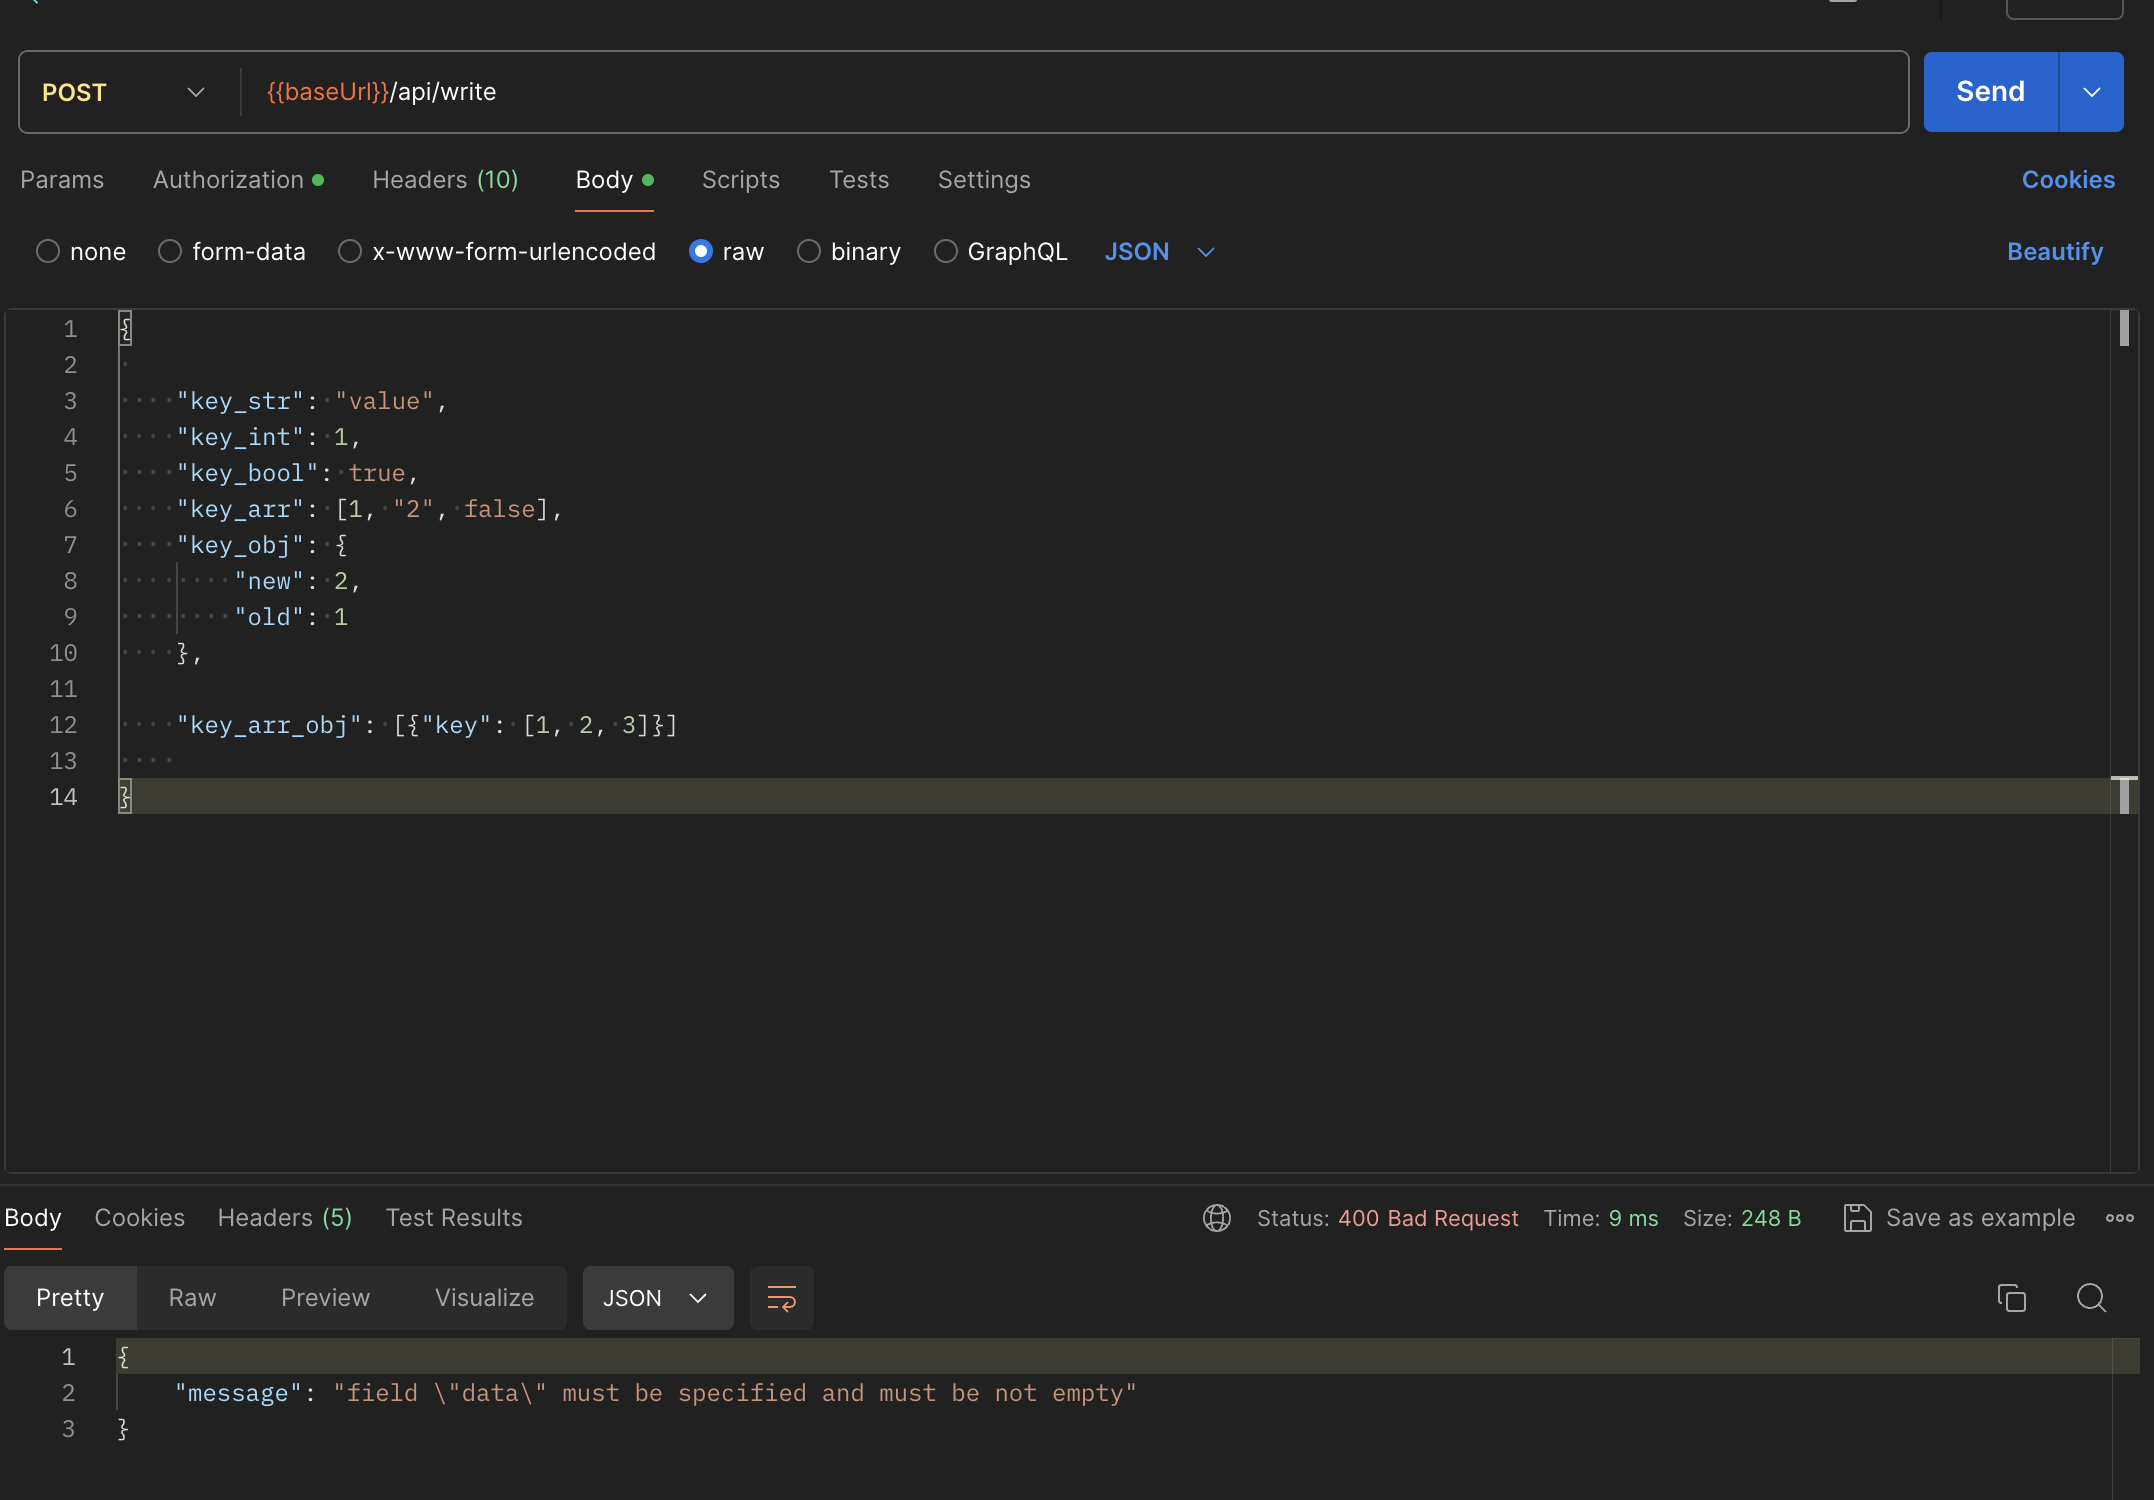 POST {{baseUrl}}/api/write Send
Params Authorization Headers (10) Body Scripts Tests Settings Cookies
none form-data x-www-form-urlencoded raw binary GraphQL JSON Beautify
1 {
2
3 "key_str": "value",
4 "key_int": 1,
5 "key_bool": true,
6 "key_arr": [1, "2", false],
7 "key_obj": {
8 "new": 2,
9 "old": 1
10 },
11
12 "key_arr_obj": [{"key": [1, 2, 3]}]
13
14 }
Body Cookies Headers (5) Test Results Status: 400 Bad Request Time: 9 ms Size: 248 B Save as example
Pretty Raw Preview Visualize JSON
1 {
2 "message": "field \"data\" must be specified and must be not empty"
3 }